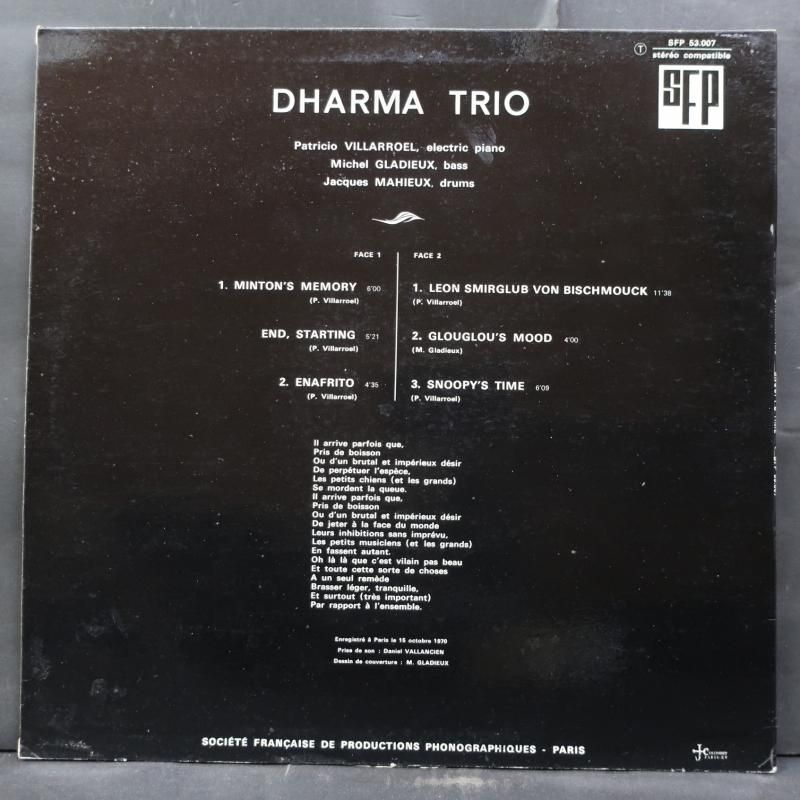 T
SFP 53.007
stéréo compatible
SFP
DHARMA TRIO
Patricio VILLARROEL, electric piano
Michel GLADIEUX, bass
Jacques MAHIEUX, drums
FACE 1
1. MINTON'S MEMORY 6'00
(P. Villarroel)
END, STARTING 5'21
(P. Villarroel)
2. ENAFRITO 4'35
(P. Villarroel)
FACE 2
1. LEON SMIRGLUB VON BISCHMOUCK 11'38
(P. Villarroel)
2. GLOUGLOU'S MOOD 4'00
(M. Gladieux)
3. SNOOPY'S TIME 6'09
(P. Villarroel)
Il arrive parfois que,
Pris de boisson
Ou d'un brutal et impérieux désir
De perpétuer l'espèce,
Les petits chiens (et les grands)
Se mordent la queue.
Il arrive parfois que,
Pris de boisson
Ou d'un brutal et impérieux désir
De jeter à la face du monde
Leurs inhibitions sans imprévu,
Les petits musiciens (et les grands)
En fassent autant.
Oh là là que c'est vilain pas beau
Et toute cette sorte de choses
A un seul remède
Brasser léger, tranquille,
Et surtout (très important)
Par rapport à l'ensemble.
Enregistré à Paris le 15 octobre 1970
Prise de son : Daniel VALLANCIEN
Dessin de couverture : M. GLADIEUX
SOCIÉTÉ FRANÇAISE DE PRODUCTIONS PHONOGRAPHIQUES - PARIS
PARIS-XV